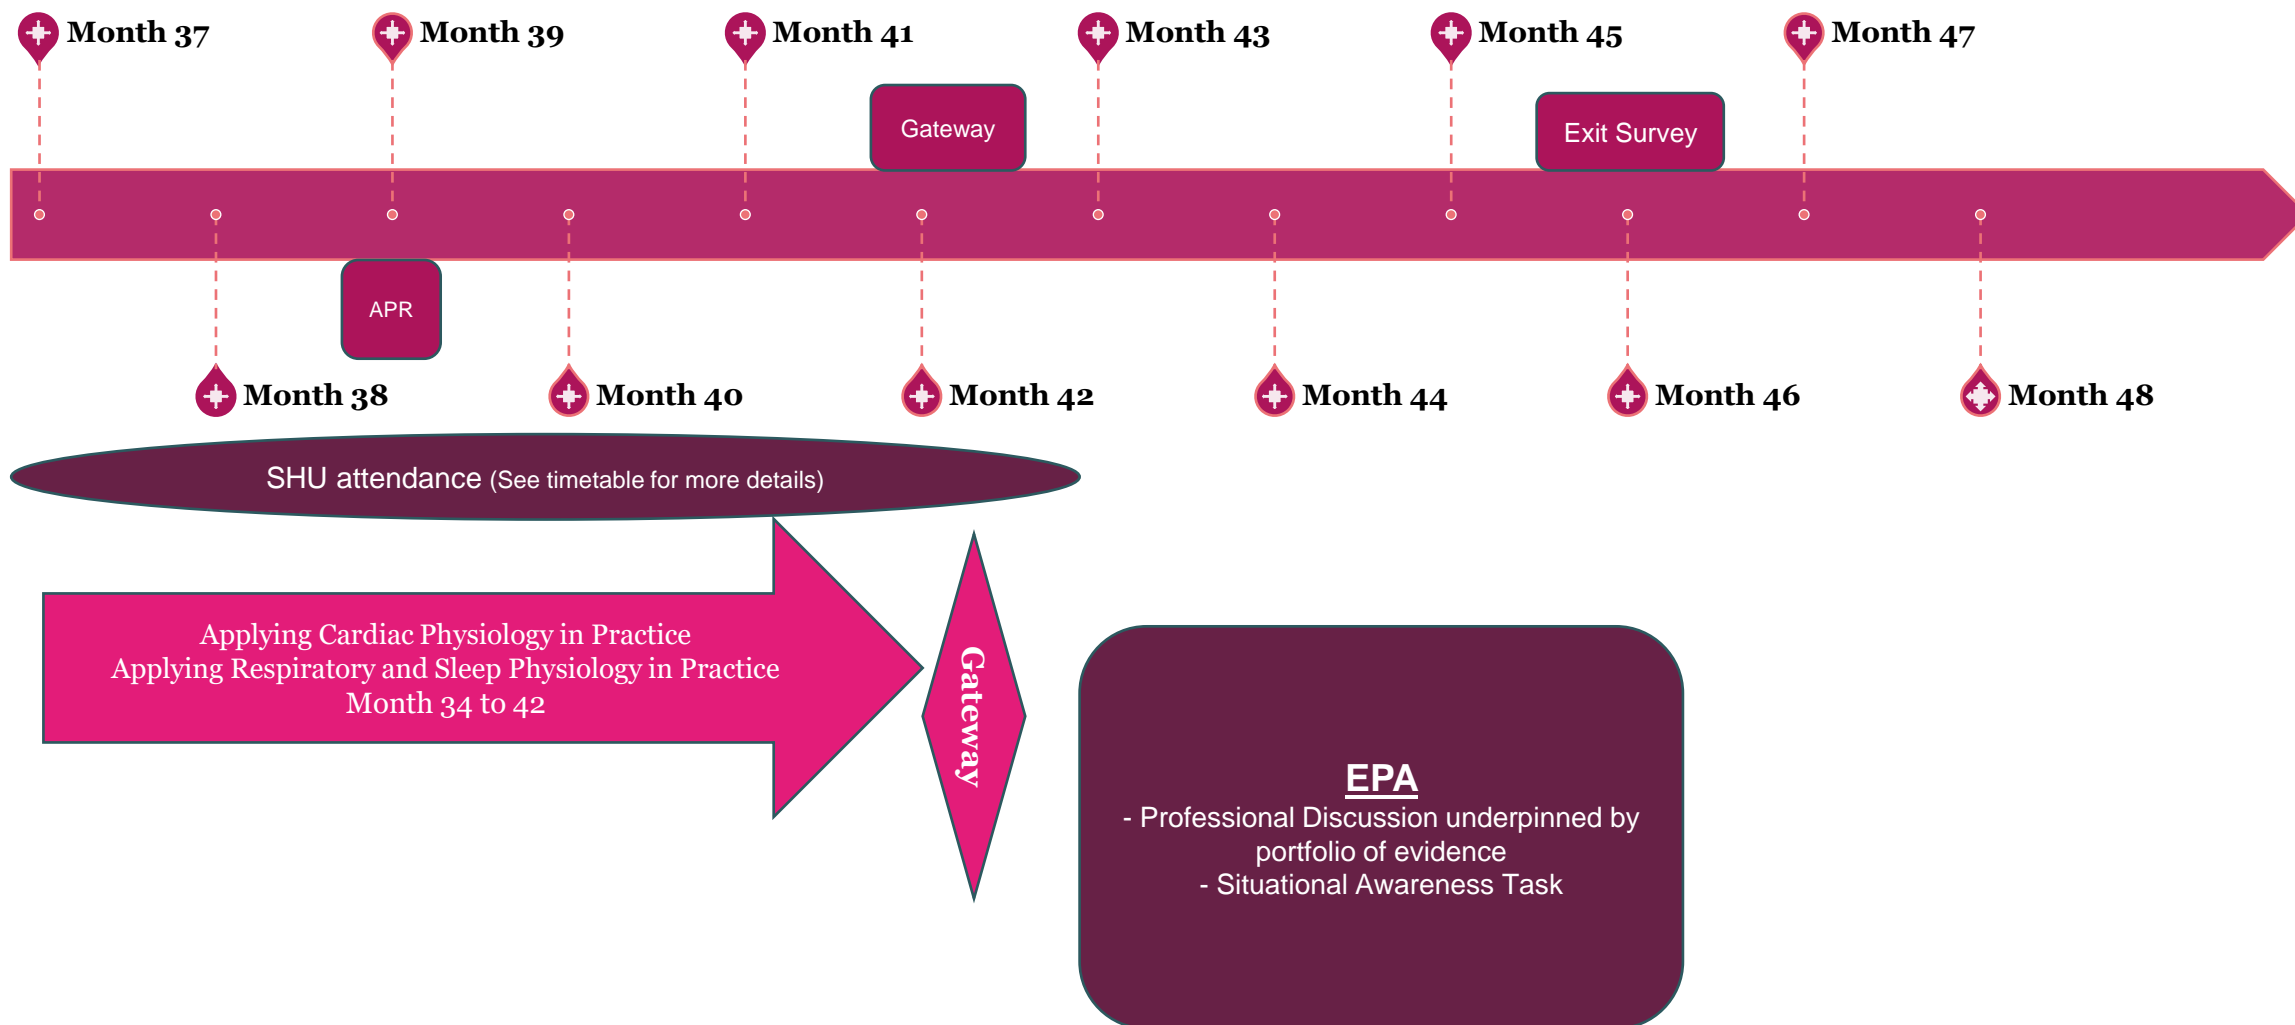 Month 37
Month 39
Month 41
Month 43
Month 45
Month 47
Gateway
Exit Survey
APR
Month 38
Month 40
Month 42
Month 44
Month 46
Month 48
SHU attendance (See timetable for more details)
Applying Cardiac Physiology in Practice
Applying Respiratory and Sleep Physiology in Practice
Month 34 to 42
Gateway
EPA
- Professional Discussion underpinned by
portfolio of evidence
- Situational Awareness Task